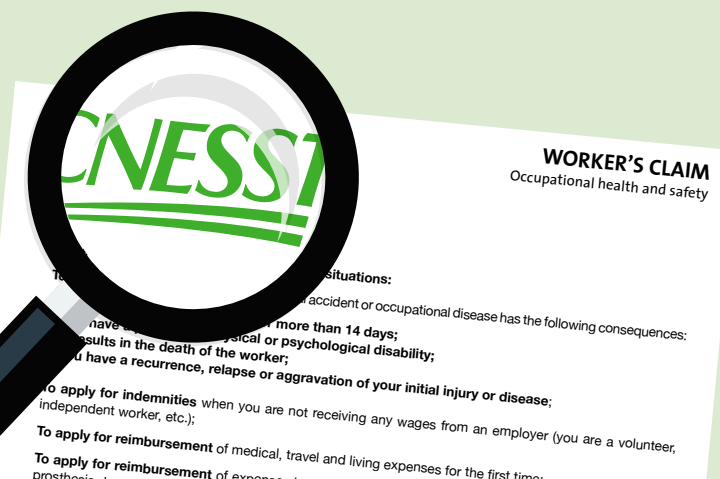 CNESST
WORKER'S CLAIM
Occupational health and safety
situations:
accident or occupational disease has the following consequences:
have a more than 14 days;
results in the death of the worker; physical or psychological disability;
you have a recurrence, relapse or aggravation of your initial injury or disease;
To apply for indemnities when you are not receiving any wages from an employer (you are a volunteer,
independent worker, etc.);
To apply for reimbursement of medical, travel and living expenses for the first time;
To apply for reimbursement of